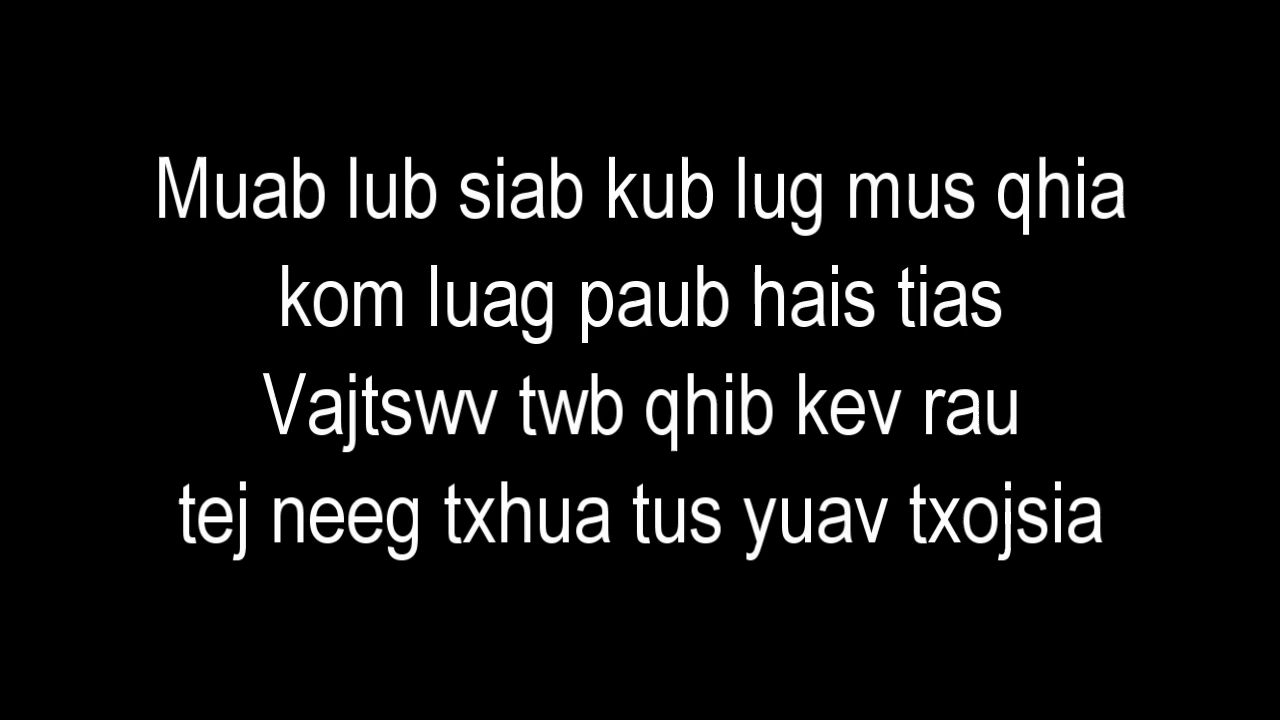 Muab lub siab kub lug mus qhia
kom luag paub hais tias
Vajtswv twb qhib kev rau
tej neeg txhua tus yuav txojsia